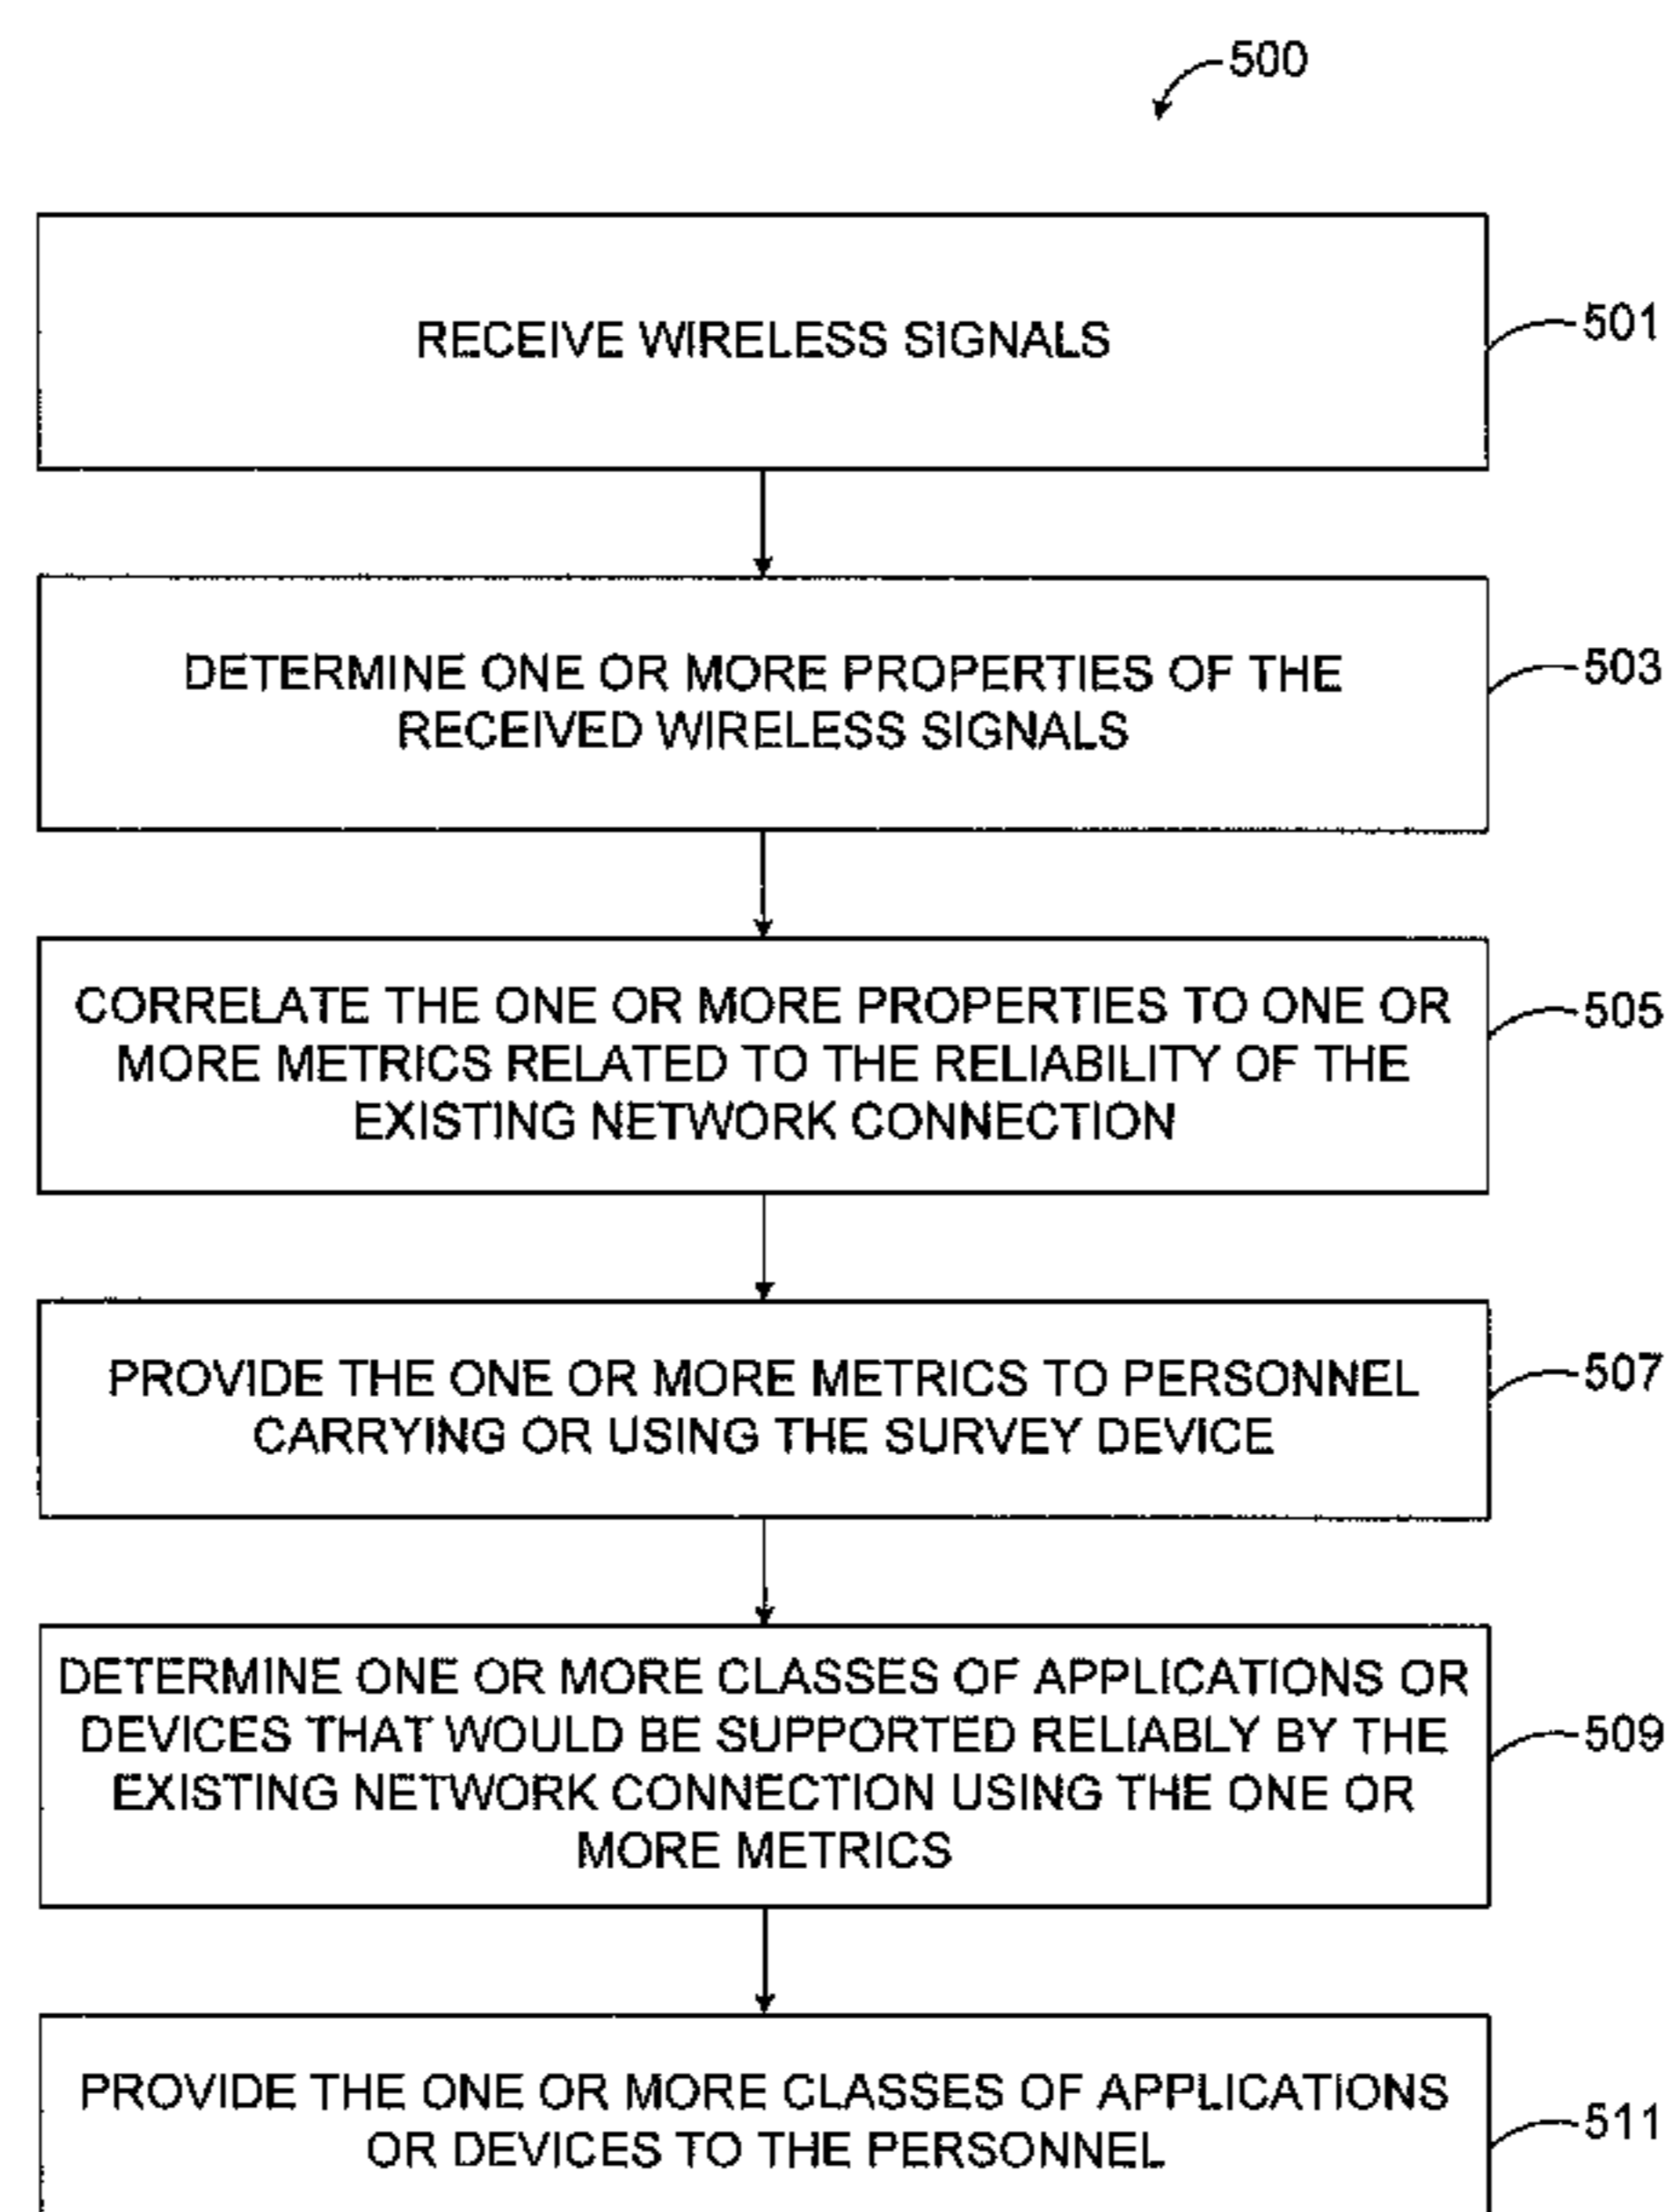 500
RECEIVE WIRELESS SIGNALS
501
DETERMINE ONE OR MORE PROPERTIES OF THE
RECEIVED WIRELESS SIGNALS
503
CORRELATE THE ONE OR MORE PROPERTIES TO ONE OR
MORE METRICS RELATED TO THE RELIABILITY OF THE
EXISTING NETWORK CONNECTION
505
PROVIDE THE ONE OR MORE METRICS TO PERSONNEL
CARRYING OR USING THE SURVEY DEVICE
507
DETERMINE ONE OR MORE CLASSES OF APPLICATIONS OR
DEVICES THAT WOULD BE SUPPORTED RELIABLY BY THE
EXISTING NETWORK CONNECTION USING THE ONE OR
MORE METRICS
509
PROVIDE THE ONE OR MORE CLASSES OF APPLICATIONS
OR DEVICES TO THE PERSONNEL
511